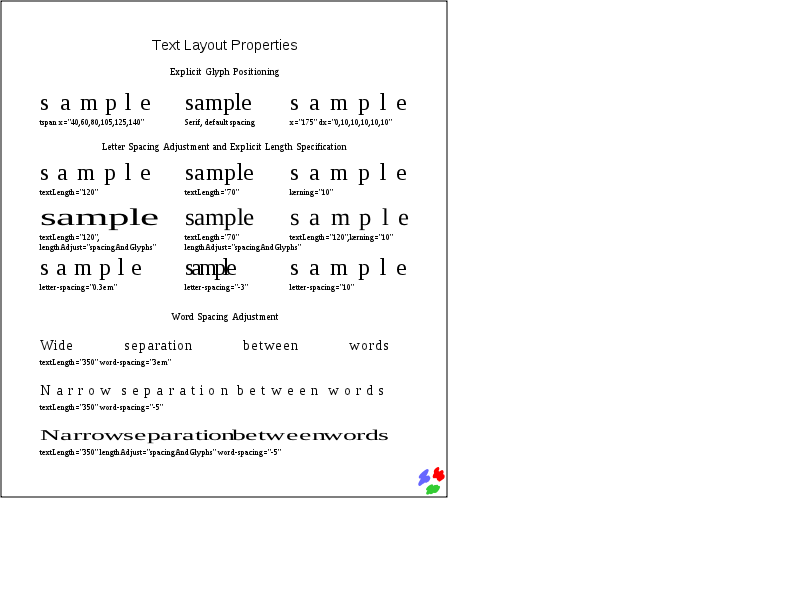 Text Layout Properties
Explicit Glyph Positioning
s a m p l e sample s a m p l e
tspan x="40,60,80,105,125,140" Serif, default spacing x="175" dx="0,10,10,10,10,10"
Letter Spacing Adjustment and Explicit Length Specification
s a m p l e sample s a m p l e
textLength="120" textLength="70" kerning="10"
sample sample s a m p l e
textLength="120", textLength="70" textLength="120",kerning="10"
lengthAdjust="spacingAndGlyphs" lengthAdjust="spacingAndGlyphs"
s a m p l e sample s a m p l e
letter-spacing="0.3em" letter-spacing="-3" letter-spacing="10"
Word Spacing Adjustment
Wide separation between words
textLength="350" word-spacing="3em"
N a r r o w s e p a r a t i o n b e t w e e n w o r d s
textLength="350" word-spacing="-5"
Narrowseparationbetweenwords
textLength="350" lengthAdjust="spacingAndGlyphs" word-spacing="-5"